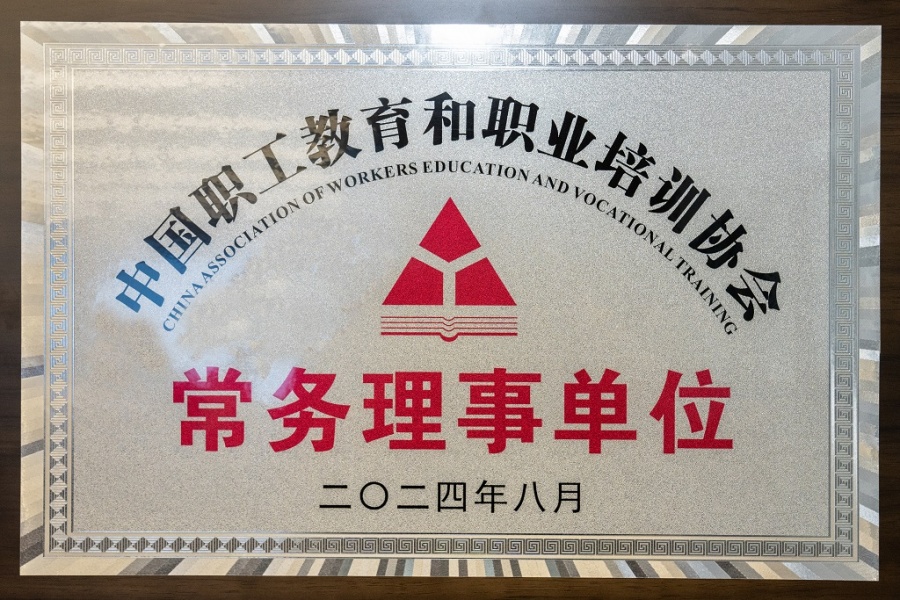 中国职工教育和职业培训协会
CHINA ASSOCIATION OF WORKERS EDUCATION AND VOCATIONAL TRAINING
常务理事单位
二〇二四年八月